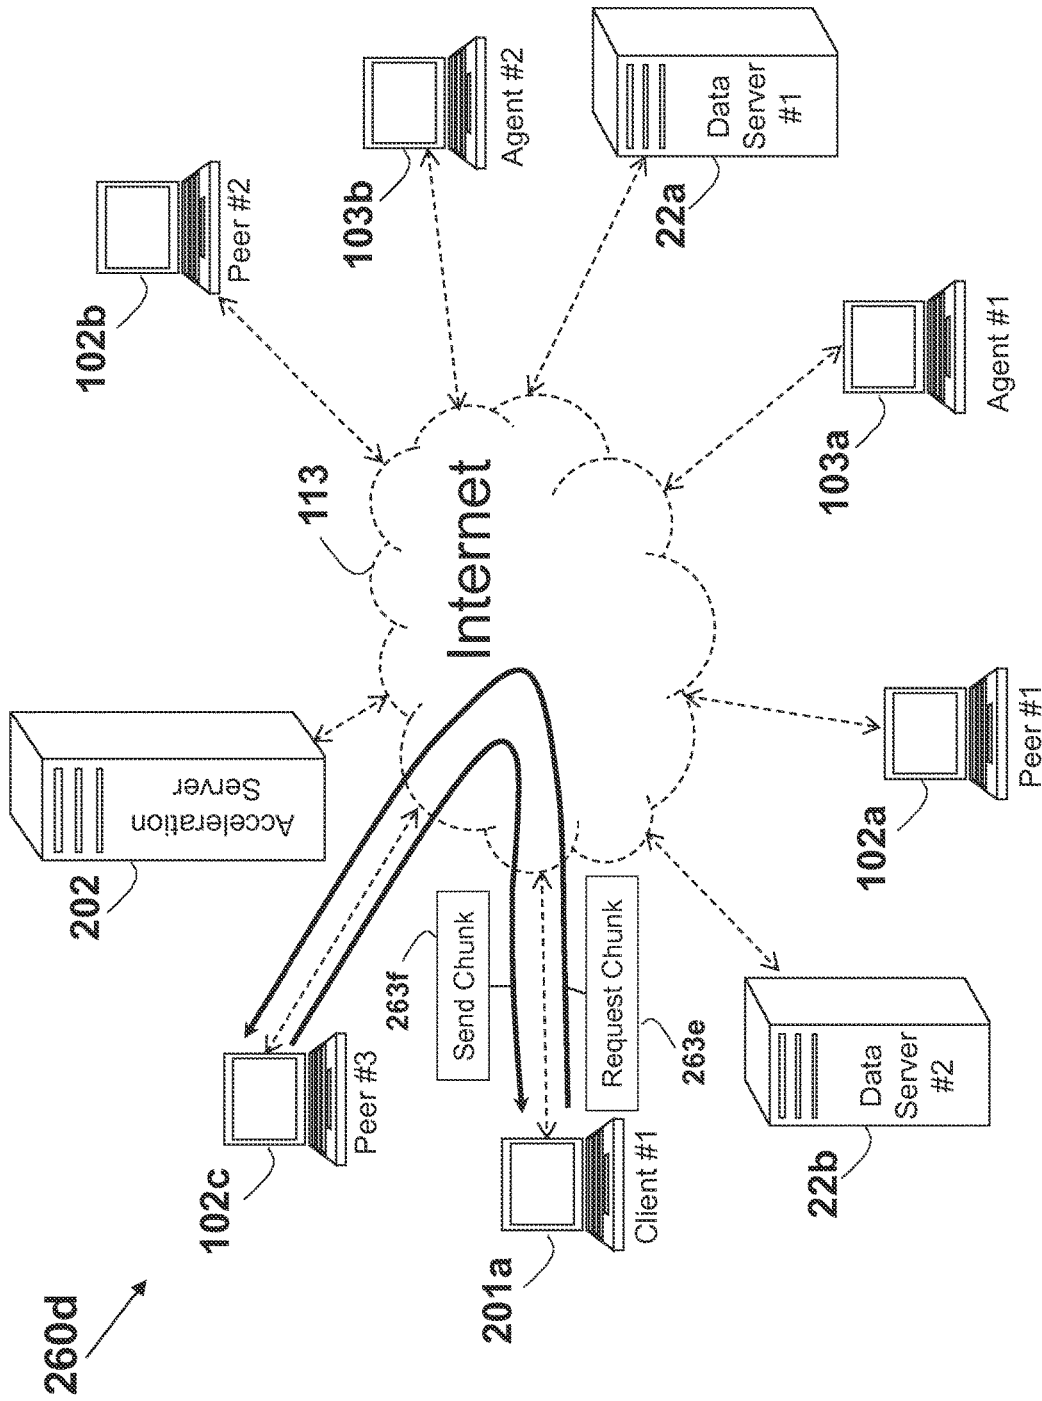 260d
202
Acceleration
Server
113
102b
Peer #2
103b
Agent #2
102c
Peer #3
263f
Send Chunk
Internet
22a
Data
Server
#1
201a
Client #1
Request Chunk
263e
103a
Agent #1
22b
Data
Server
#2
102a
Peer #1